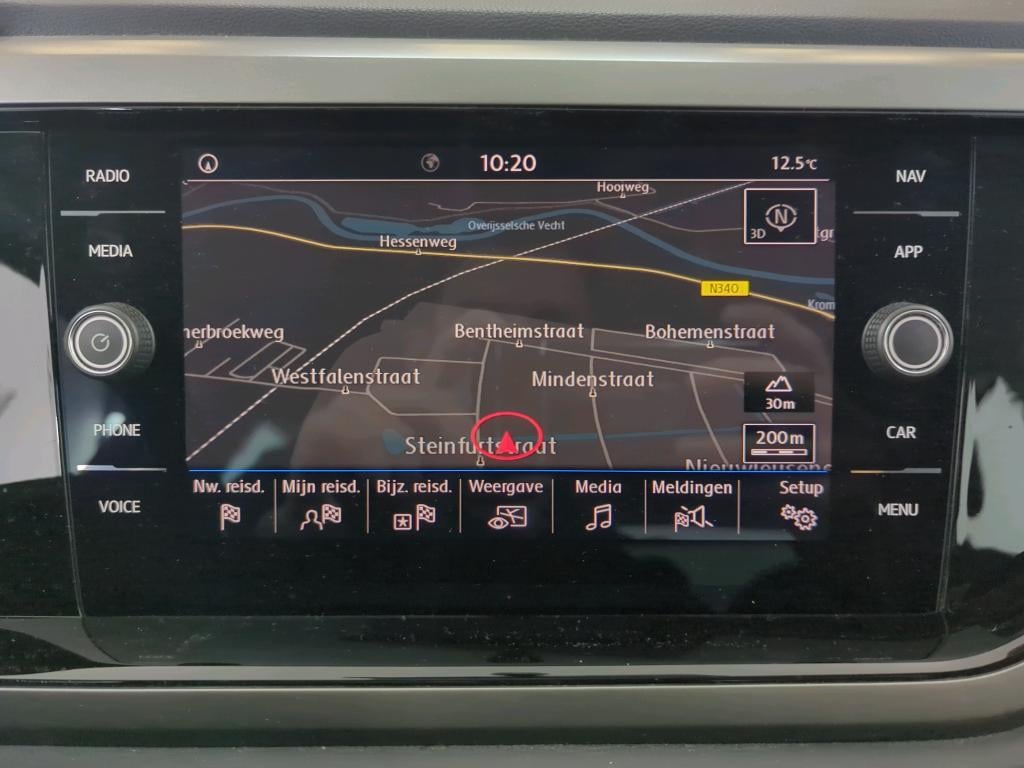 10:20
12.5°C
RADIO
MEDIA
PHONE
VOICE
NAV
APP
CAR
MENU
Hooiweg
Overijsselsche Vecht
Hessenweg
N
3D
N340
Bentheimstraat
Bohemenstraat
Westfalenstraat
Mindenstraat
30m
Steinfurtstraat
200m
Nw. reisd.
Mijn reisd.
Bijz. reisd.
Weergave
Media
Meldingen
Setup